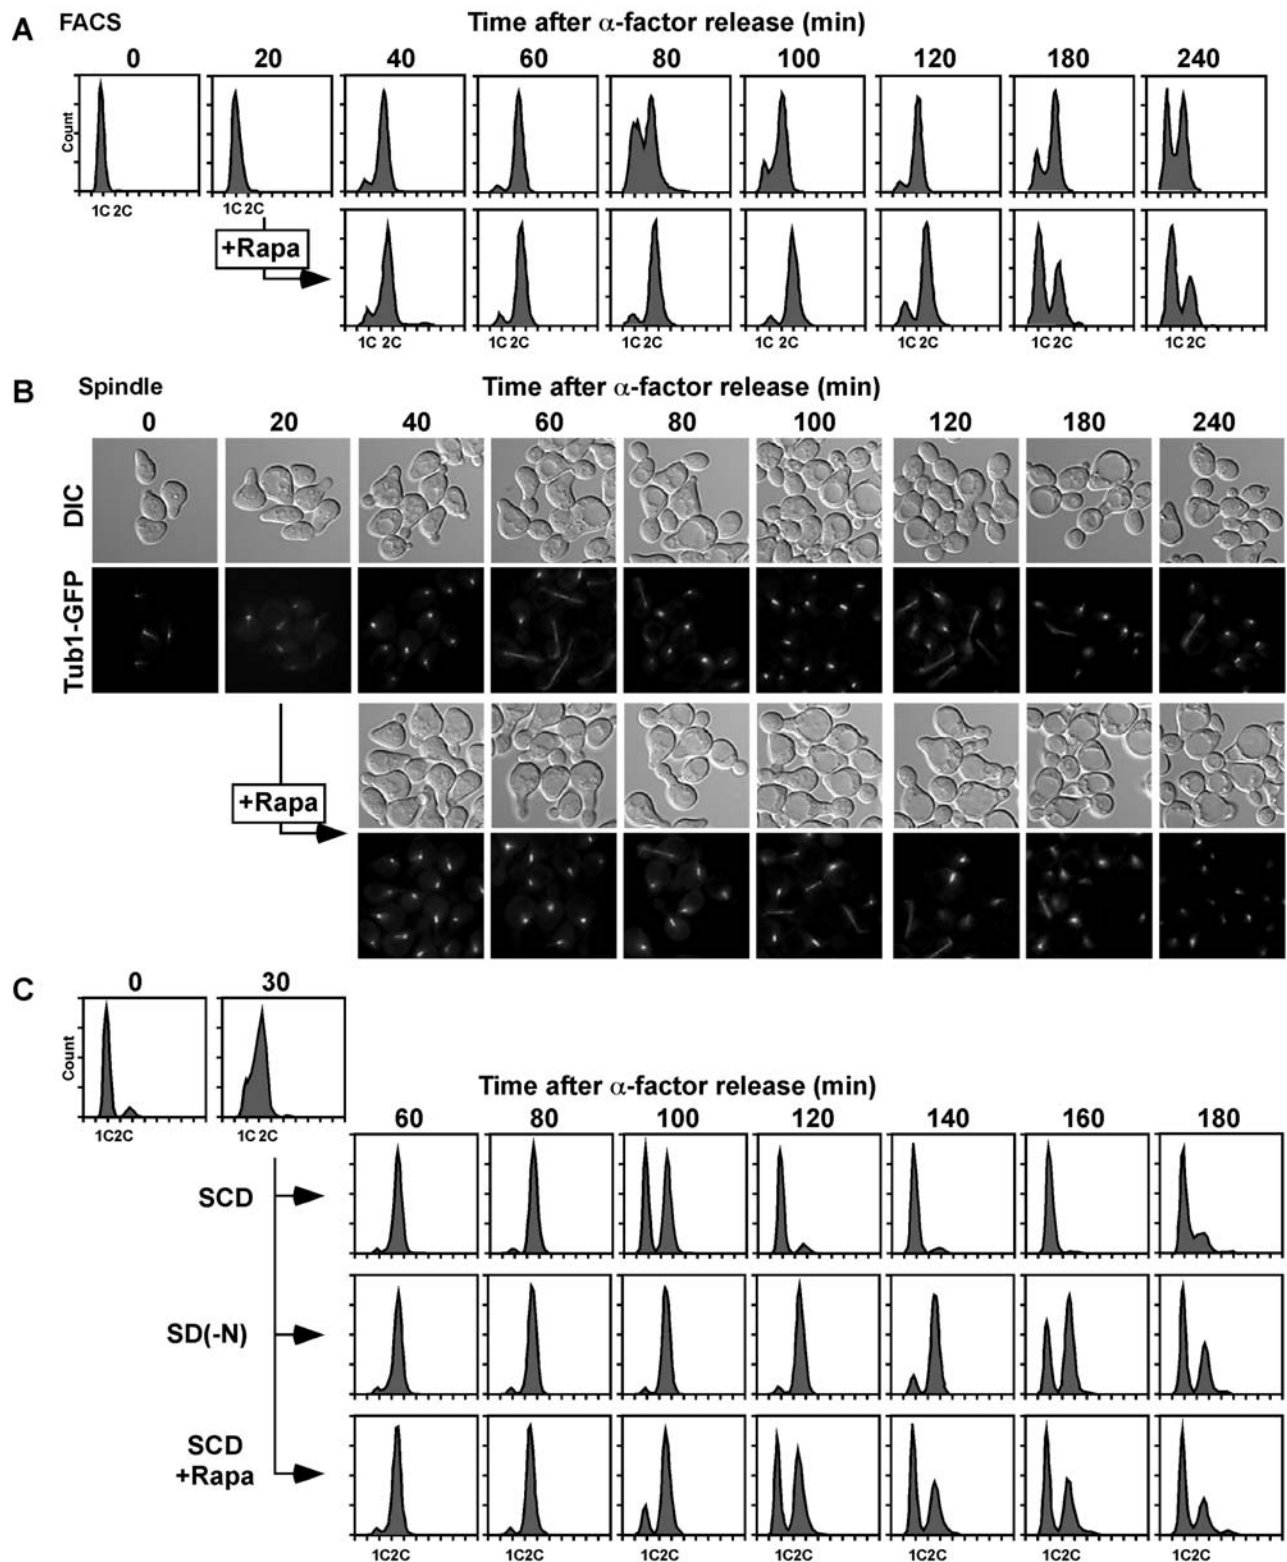 A FACS Time after α-factor release (min)
0 20 40 60 80 100 120 180 240
Count
1C 2C 1C 2C
+Rapa
1C 2C 1C 2C 1C 2C 1C 2C 1C 2C 1C 2C 1C 2C
B Spindle Time after α-factor release (min)
0 20 40 60 80 100 120 180 240
DIC
Tub1-GFP
+Rapa
C 0 30
Count
1C2C 1C 2C
Time after α-factor release (min)
60 80 100 120 140 160 180
SCD
SD(-N)
SCD
+Rapa
1C2C 1C2C 1C2C 1C2C 1C2C 1C2C 1C2C